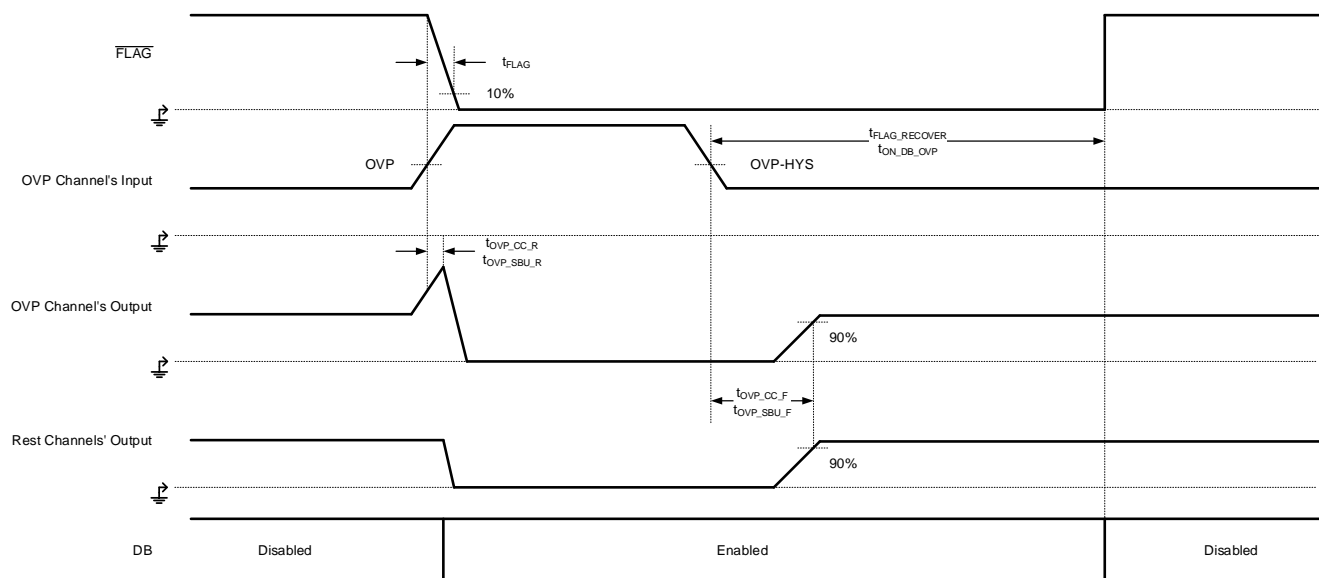 FLAG
tFLAG
10%
OVP Channel's Input
OVP
OVP-HYS
tFLAG_RECOVER
tON_DB_OVP
tOVP_CC_R
tOVP_SBU_R
OVP Channel's Output
90%
tOVP_CC_F
tOVP_SBU_F
Rest Channels' Output
90%
DB
Disabled
Enabled
Disabled